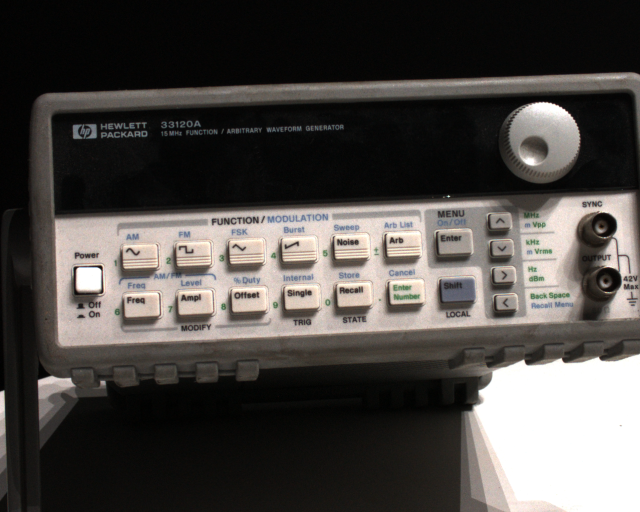 hp HEWLETT PACKARD 33120A
15 MHz FUNCTION / ARBITRARY WAVEFORM GENERATOR
SYNC
FUNCTION / MODULATION
MENU
On/Off
AM FM FSK Burst Sweep Arb List
1 2 3 4 5 Noise ± Arb Enter
MHz
m Vpp
kHz
m Vrms
OUTPUT
Power
AM/FM
Freq Level % Duty Internal Store Cancel
Hz
dBm
6 Freq 7 Ampl 8 Offset 9 Single 0 Recall Enter Number Shift
42V
Max
Off
On
MODIFY TRIG STATE LOCAL
Back Space
Recall Menu